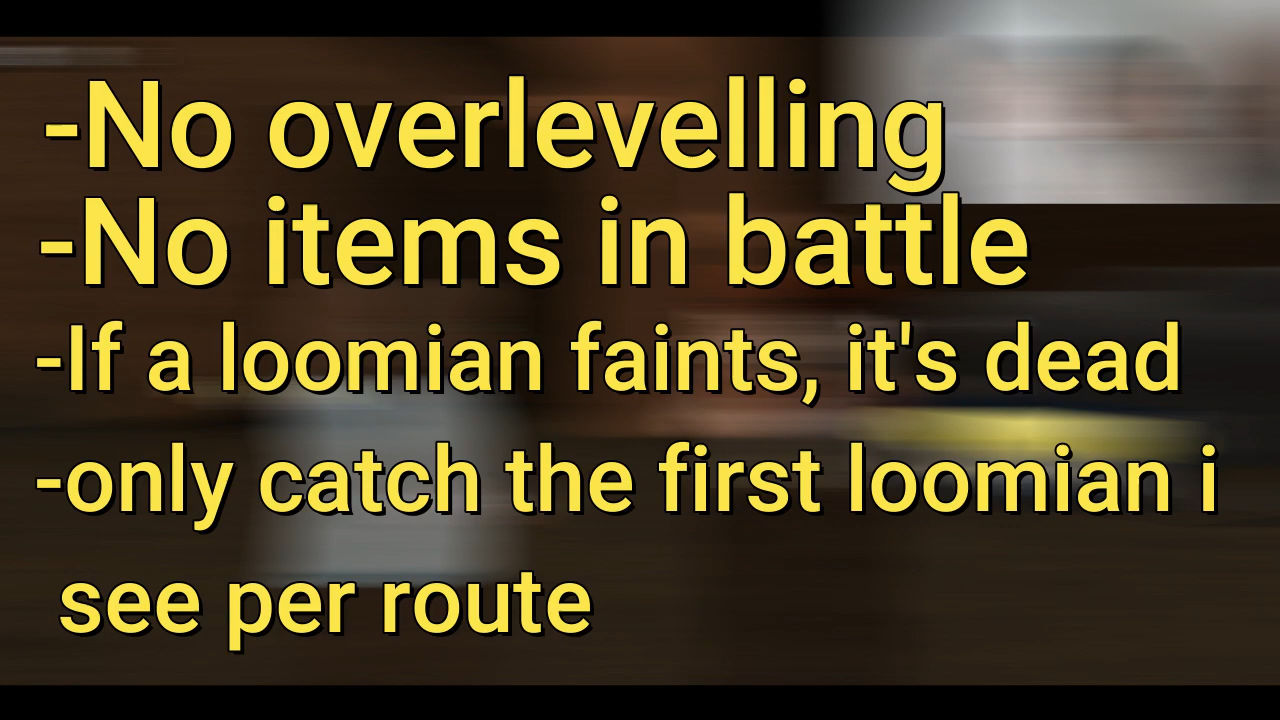 -No overlevelling
-No items in battle
-If a loomian faints, it's dead
-only catch the first loomian i
see per route